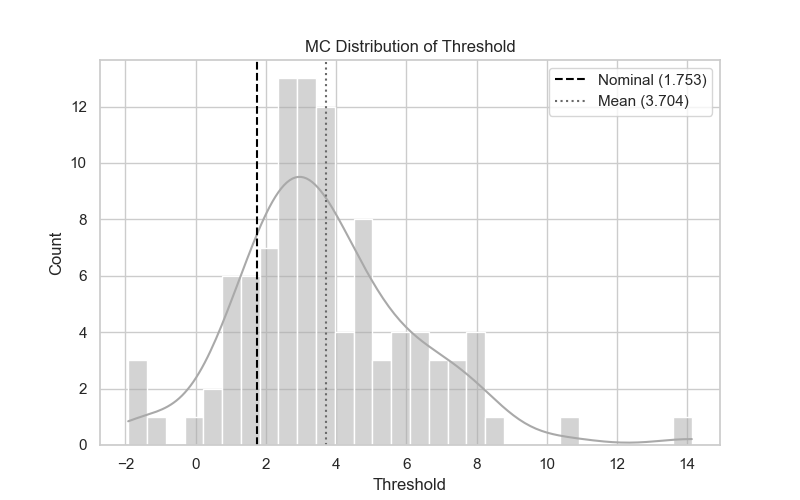 MC Distribution of Threshold
Nominal (1.753)
Mean (3.704)
Count
12
10
8
6
4
2
0
−2 0 2 4 6 8 10 12 14
Threshold